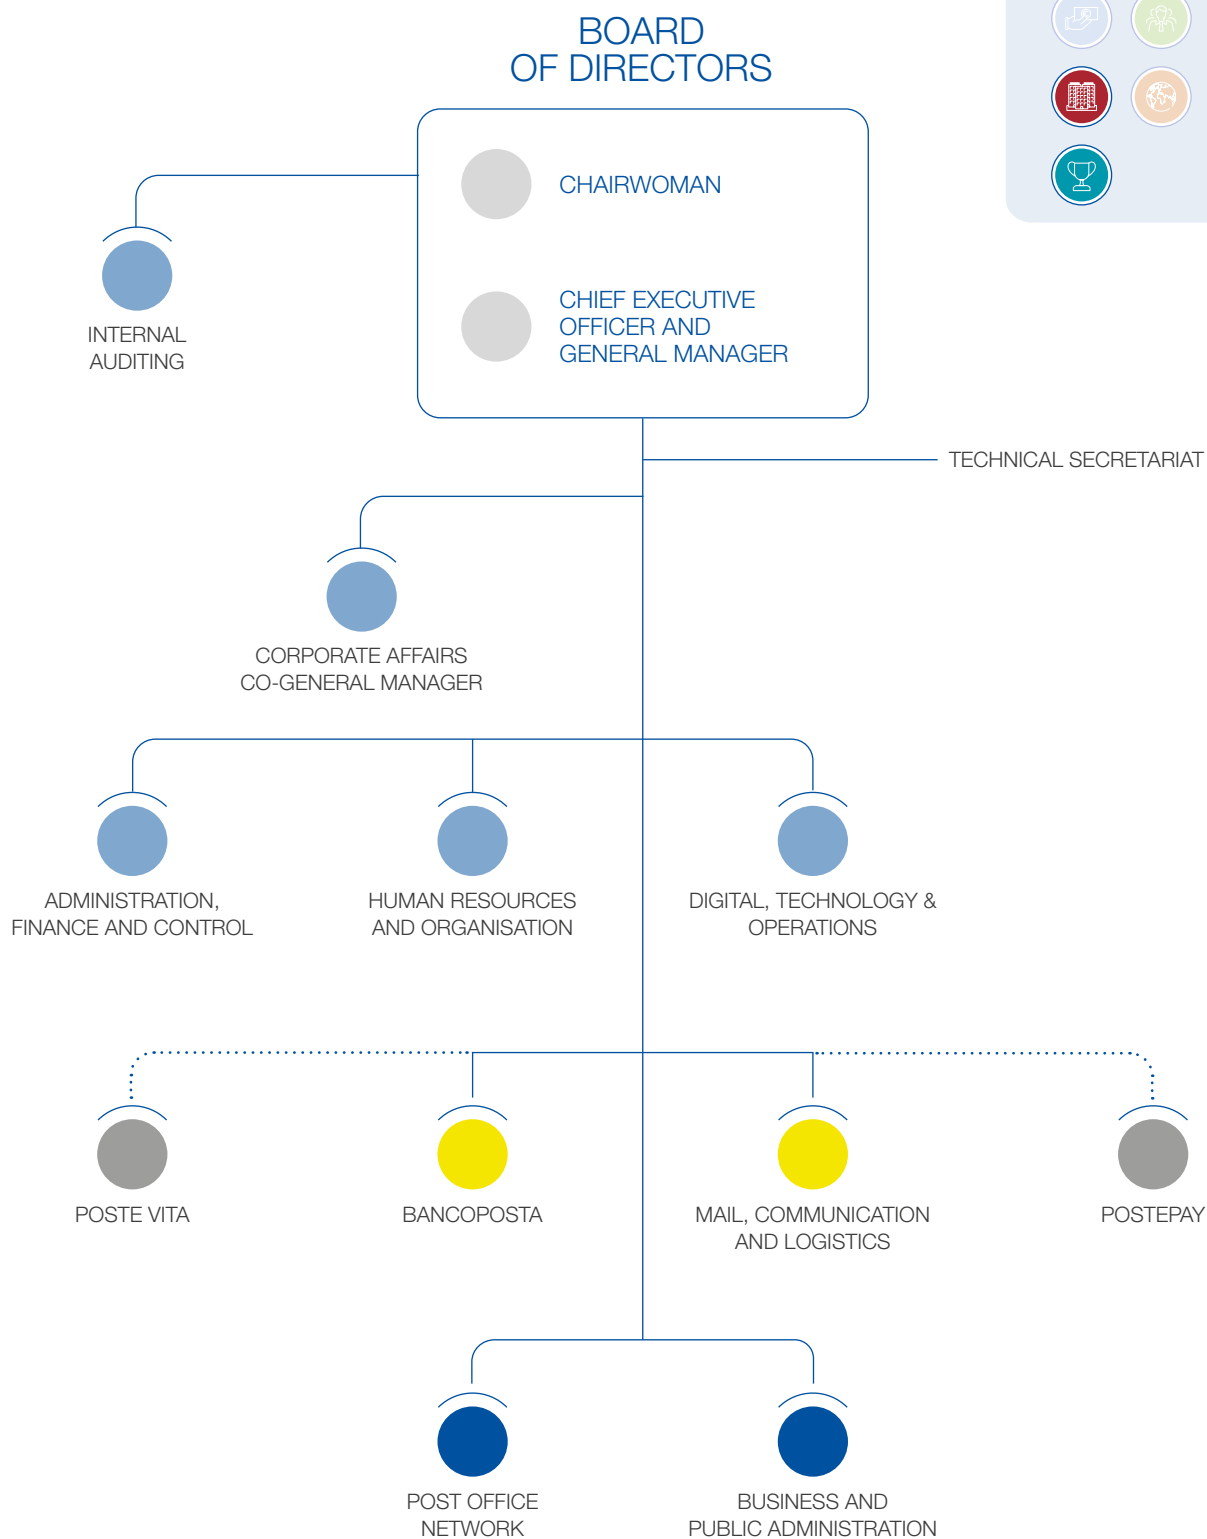 BOARD
OF DIRECTORS
CHAIRWOMAN
CHIEF EXECUTIVE
OFFICER AND
GENERAL MANAGER
INTERNAL
AUDITING
TECHNICAL SECRETARIAT
CORPORATE AFFAIRS
CO-GENERAL MANAGER
ADMINISTRATION,
FINANCE AND CONTROL
HUMAN RESOURCES
AND ORGANISATION
DIGITAL, TECHNOLOGY &
OPERATIONS
POSTE VITA
BANCOPOSTA
MAIL, COMMUNICATION
AND LOGISTICS
POSTEPAY
POST OFFICE
NETWORK
BUSINESS AND
PUBLIC ADMINISTRATION